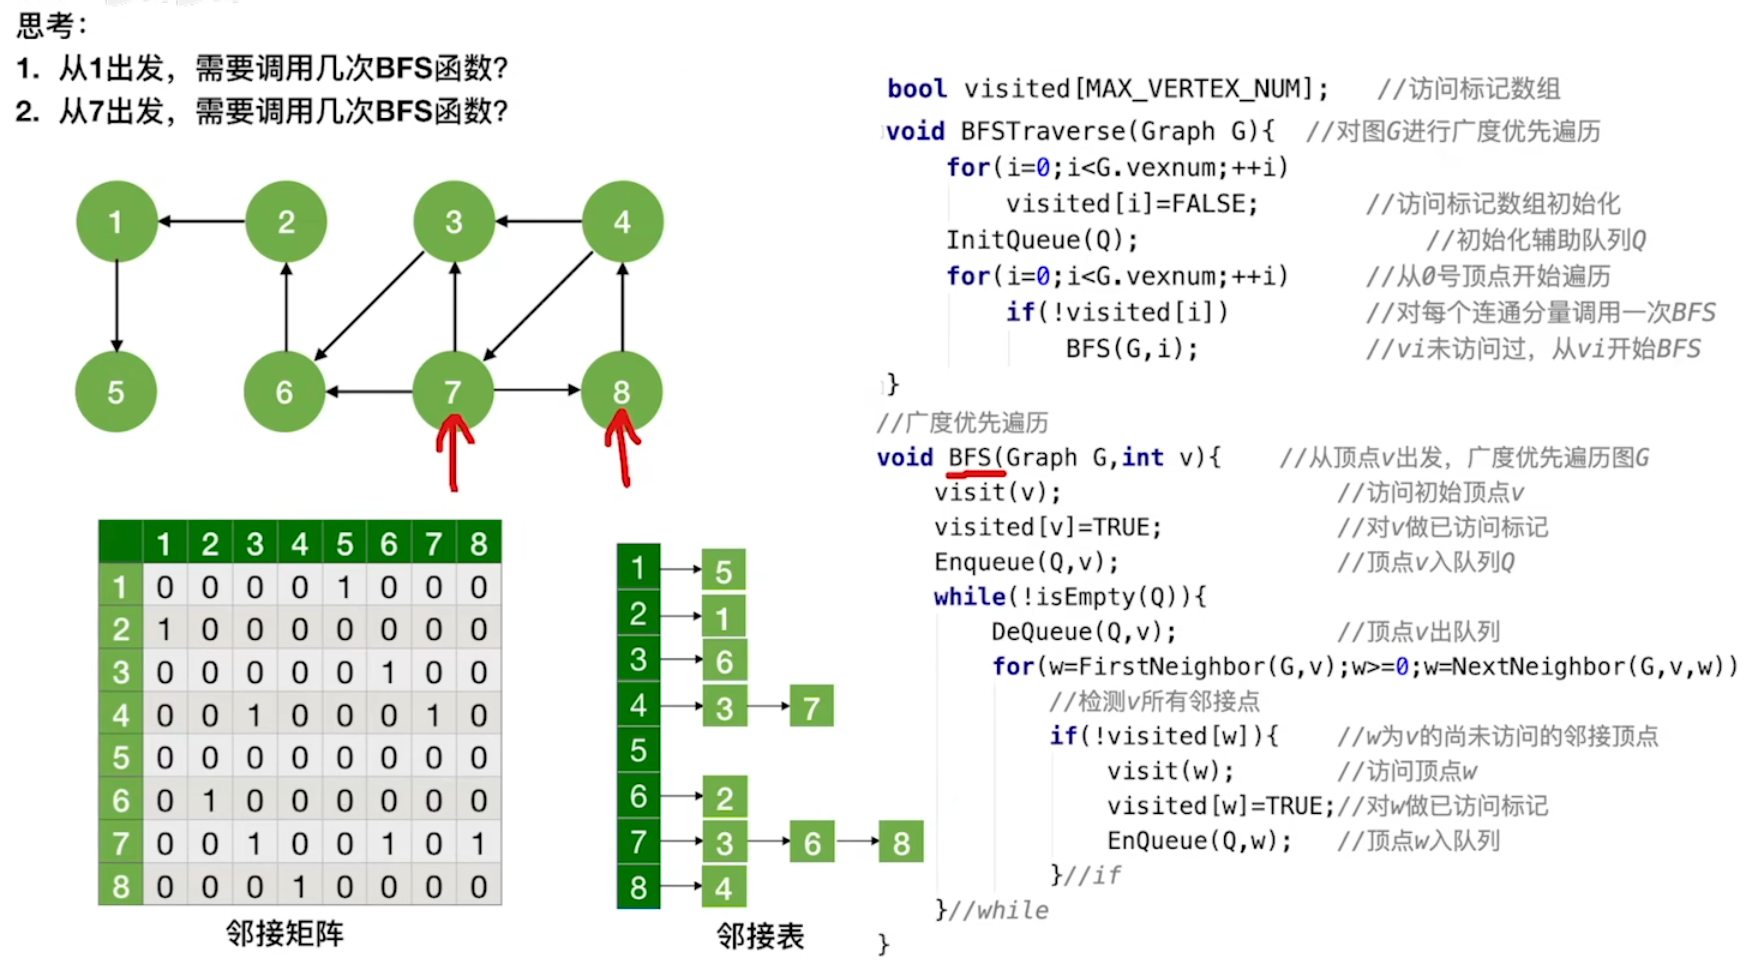 思考：
1. 从1出发，需要调用几次BFS函数？
2. 从7出发，需要调用几次BFS函数？
1 2 3 4
5 6 7 8
1 2 3 4 5 6 7 8
1 0 0 0 0 1 0 0 0
2 1 0 0 0 0 0 0 0
3 0 0 0 0 0 1 0 0
4 0 0 1 0 0 0 1 0
5 0 0 0 0 0 0 0 0
6 0 1 0 0 0 0 0 0
7 0 0 1 0 0 1 0 1
8 0 0 0 1 0 0 0 0
邻接矩阵
1 5
2 1
3 6
4 3 7
5
6 2
7 3 6 8
8 4
邻接表
bool visited[MAX_VERTEX_NUM]; //访问标记数组
void BFSTraverse(Graph G){ //对图G进行广度优先遍历
for(i=0;i<G.vexnum;++i)
visited[i]=FALSE; //访问标记数组初始化
InitQueue(Q); //初始化辅助队列Q
for(i=0;i<G.vexnum;++i) //从0号顶点开始遍历
if(!visited[i]) //对每个连通分量调用一次BFS
BFS(G,i); //vi未访问过，从vi开始BFS
}
//广度优先遍历
void BFS(Graph G,int v){ //从顶点v出发，广度优先遍历图G
visit(v); //访问初始顶点v
visited[v]=TRUE; //对v做已访问标记
Enqueue(Q,v); //顶点v入队列Q
while(!isEmpty(Q)){
DeQueue(Q,v); //顶点v出队列
for(w=FirstNeighbor(G,v);w>=0;w=NextNeighbor(G,v,w))
//检测v所有邻接点
if(!visited[w]){ //w为v的尚未访问的邻接顶点
visit(w); //访问顶点w
visited[w]=TRUE;//对w做已访问标记
EnQueue(Q,w); //顶点w入队列
}//if
}//while
}